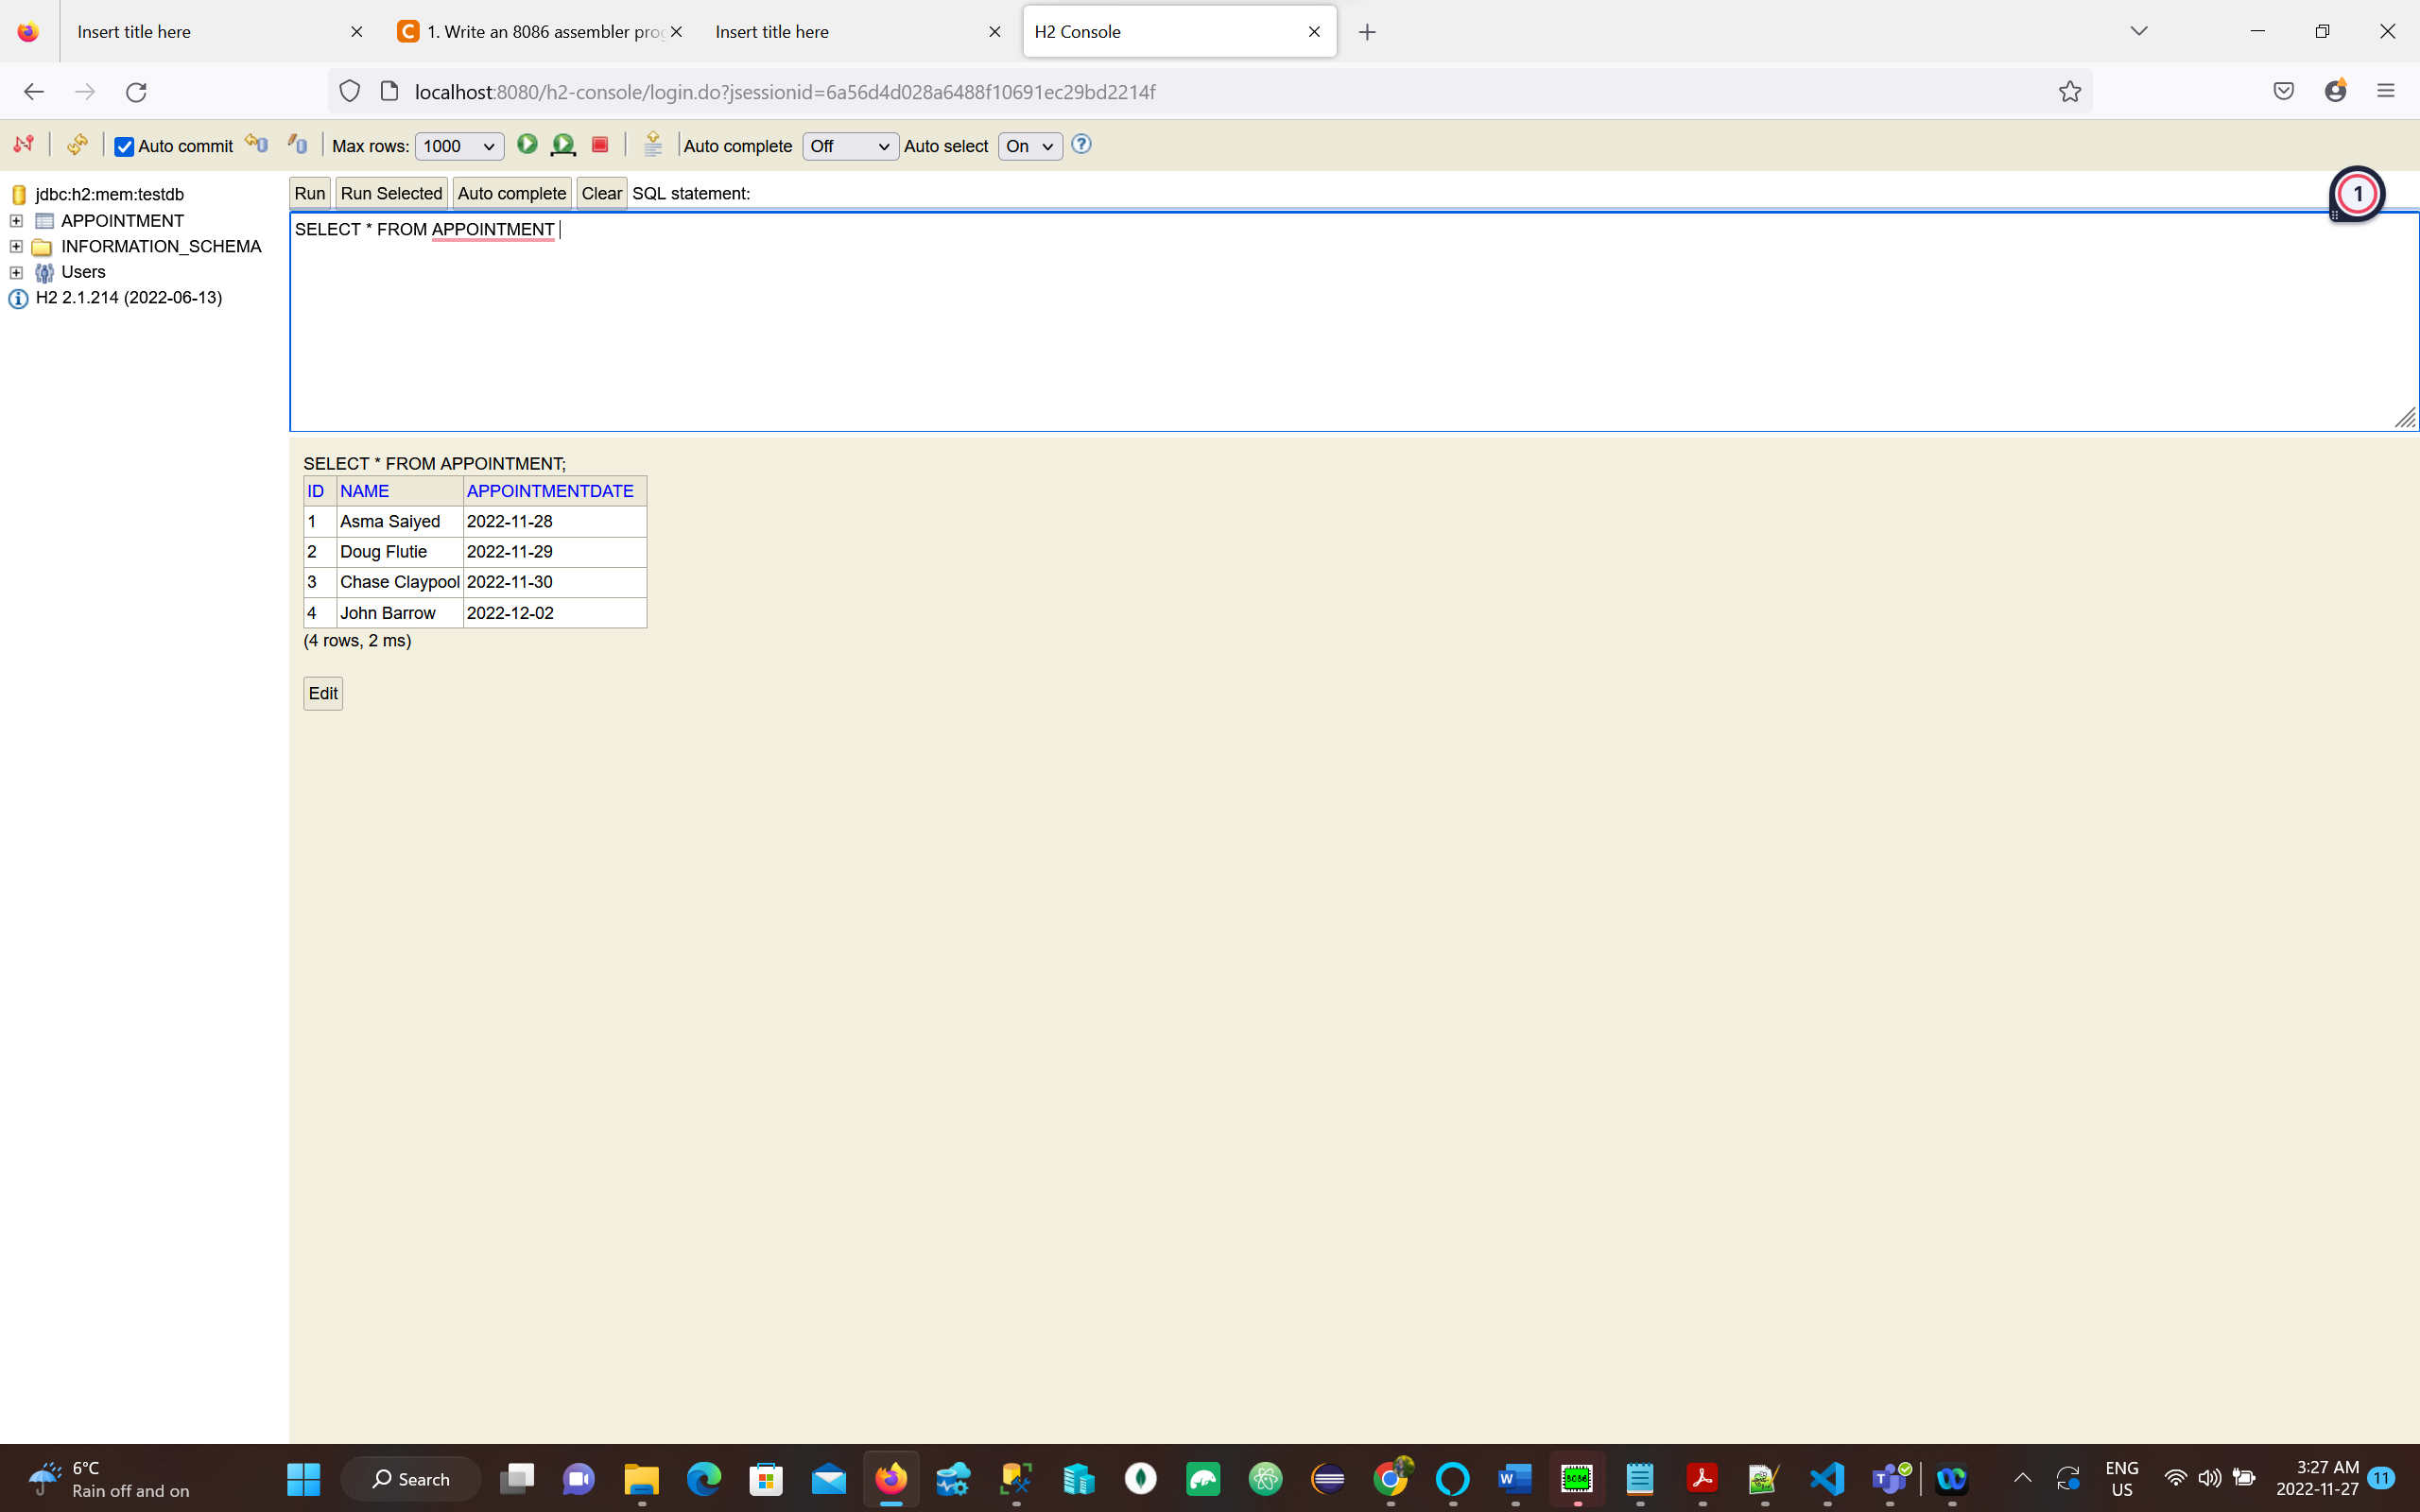 Insert title here
1. Write an 8086 assembler prog
Insert title here
H2 Console
localhost:8080/h2-console/login.do?jsessionid=6a56d4d028a6488f10691ec29bd2214f
Auto commit Max rows: 1000 Auto complete Off Auto select On
jdbc:h2:mem:testdb
APPOINTMENT
INFORMATION_SCHEMA
Users
H2 2.1.214 (2022-06-13)
Run Run Selected Auto complete Clear SQL statement:
1
SELECT * FROM APPOINTMENT
SELECT * FROM APPOINTMENT;
ID NAME APPOINTMENTDATE
1 Asma Saiyed 2022-11-28
2 Doug Flutie 2022-11-29
3 Chase Claypool 2022-11-30
4 John Barrow 2022-12-02
(4 rows, 2 ms)
Edit
6°C
Rain off and on
Search
8086
ENG
US
3:27 AM
2022-11-27
11